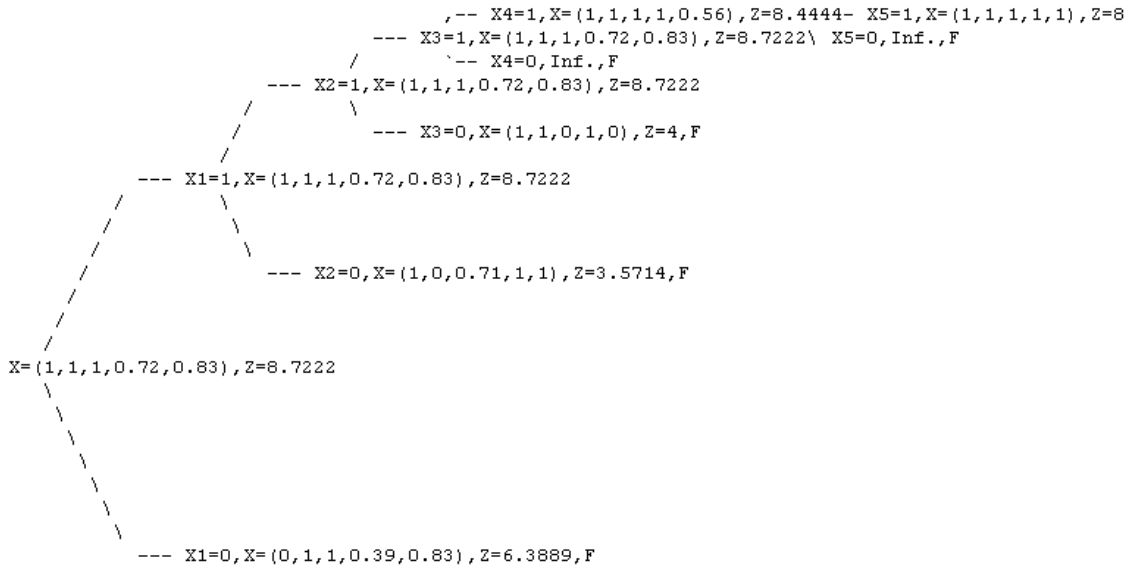 ,-- X4=1,X=(1,1,1,1,0.56),Z=8.4444- X5=1,X=(1,1,1,1,1),Z=8
--- X3=1,X=(1,1,1,0.72,0.83),Z=8.7222\ X5=0,Inf.,F
/ `-- X4=0,Inf.,F
--- X2=1,X=(1,1,1,0.72,0.83),Z=8.7222
/ \
/ --- X3=0,X=(1,1,0,1,0),Z=4,F
/
--- X1=1,X=(1,1,1,0.72,0.83),Z=8.7222
/ \
/ \
/ \
/ --- X2=0,X=(1,0,0.71,1,1),Z=3.5714,F
/
/
/
X=(1,1,1,0.72,0.83),Z=8.7222
\
\
\
\
\
\
\
--- X1=0,X=(0,1,1,0.39,0.83),Z=6.3889,F